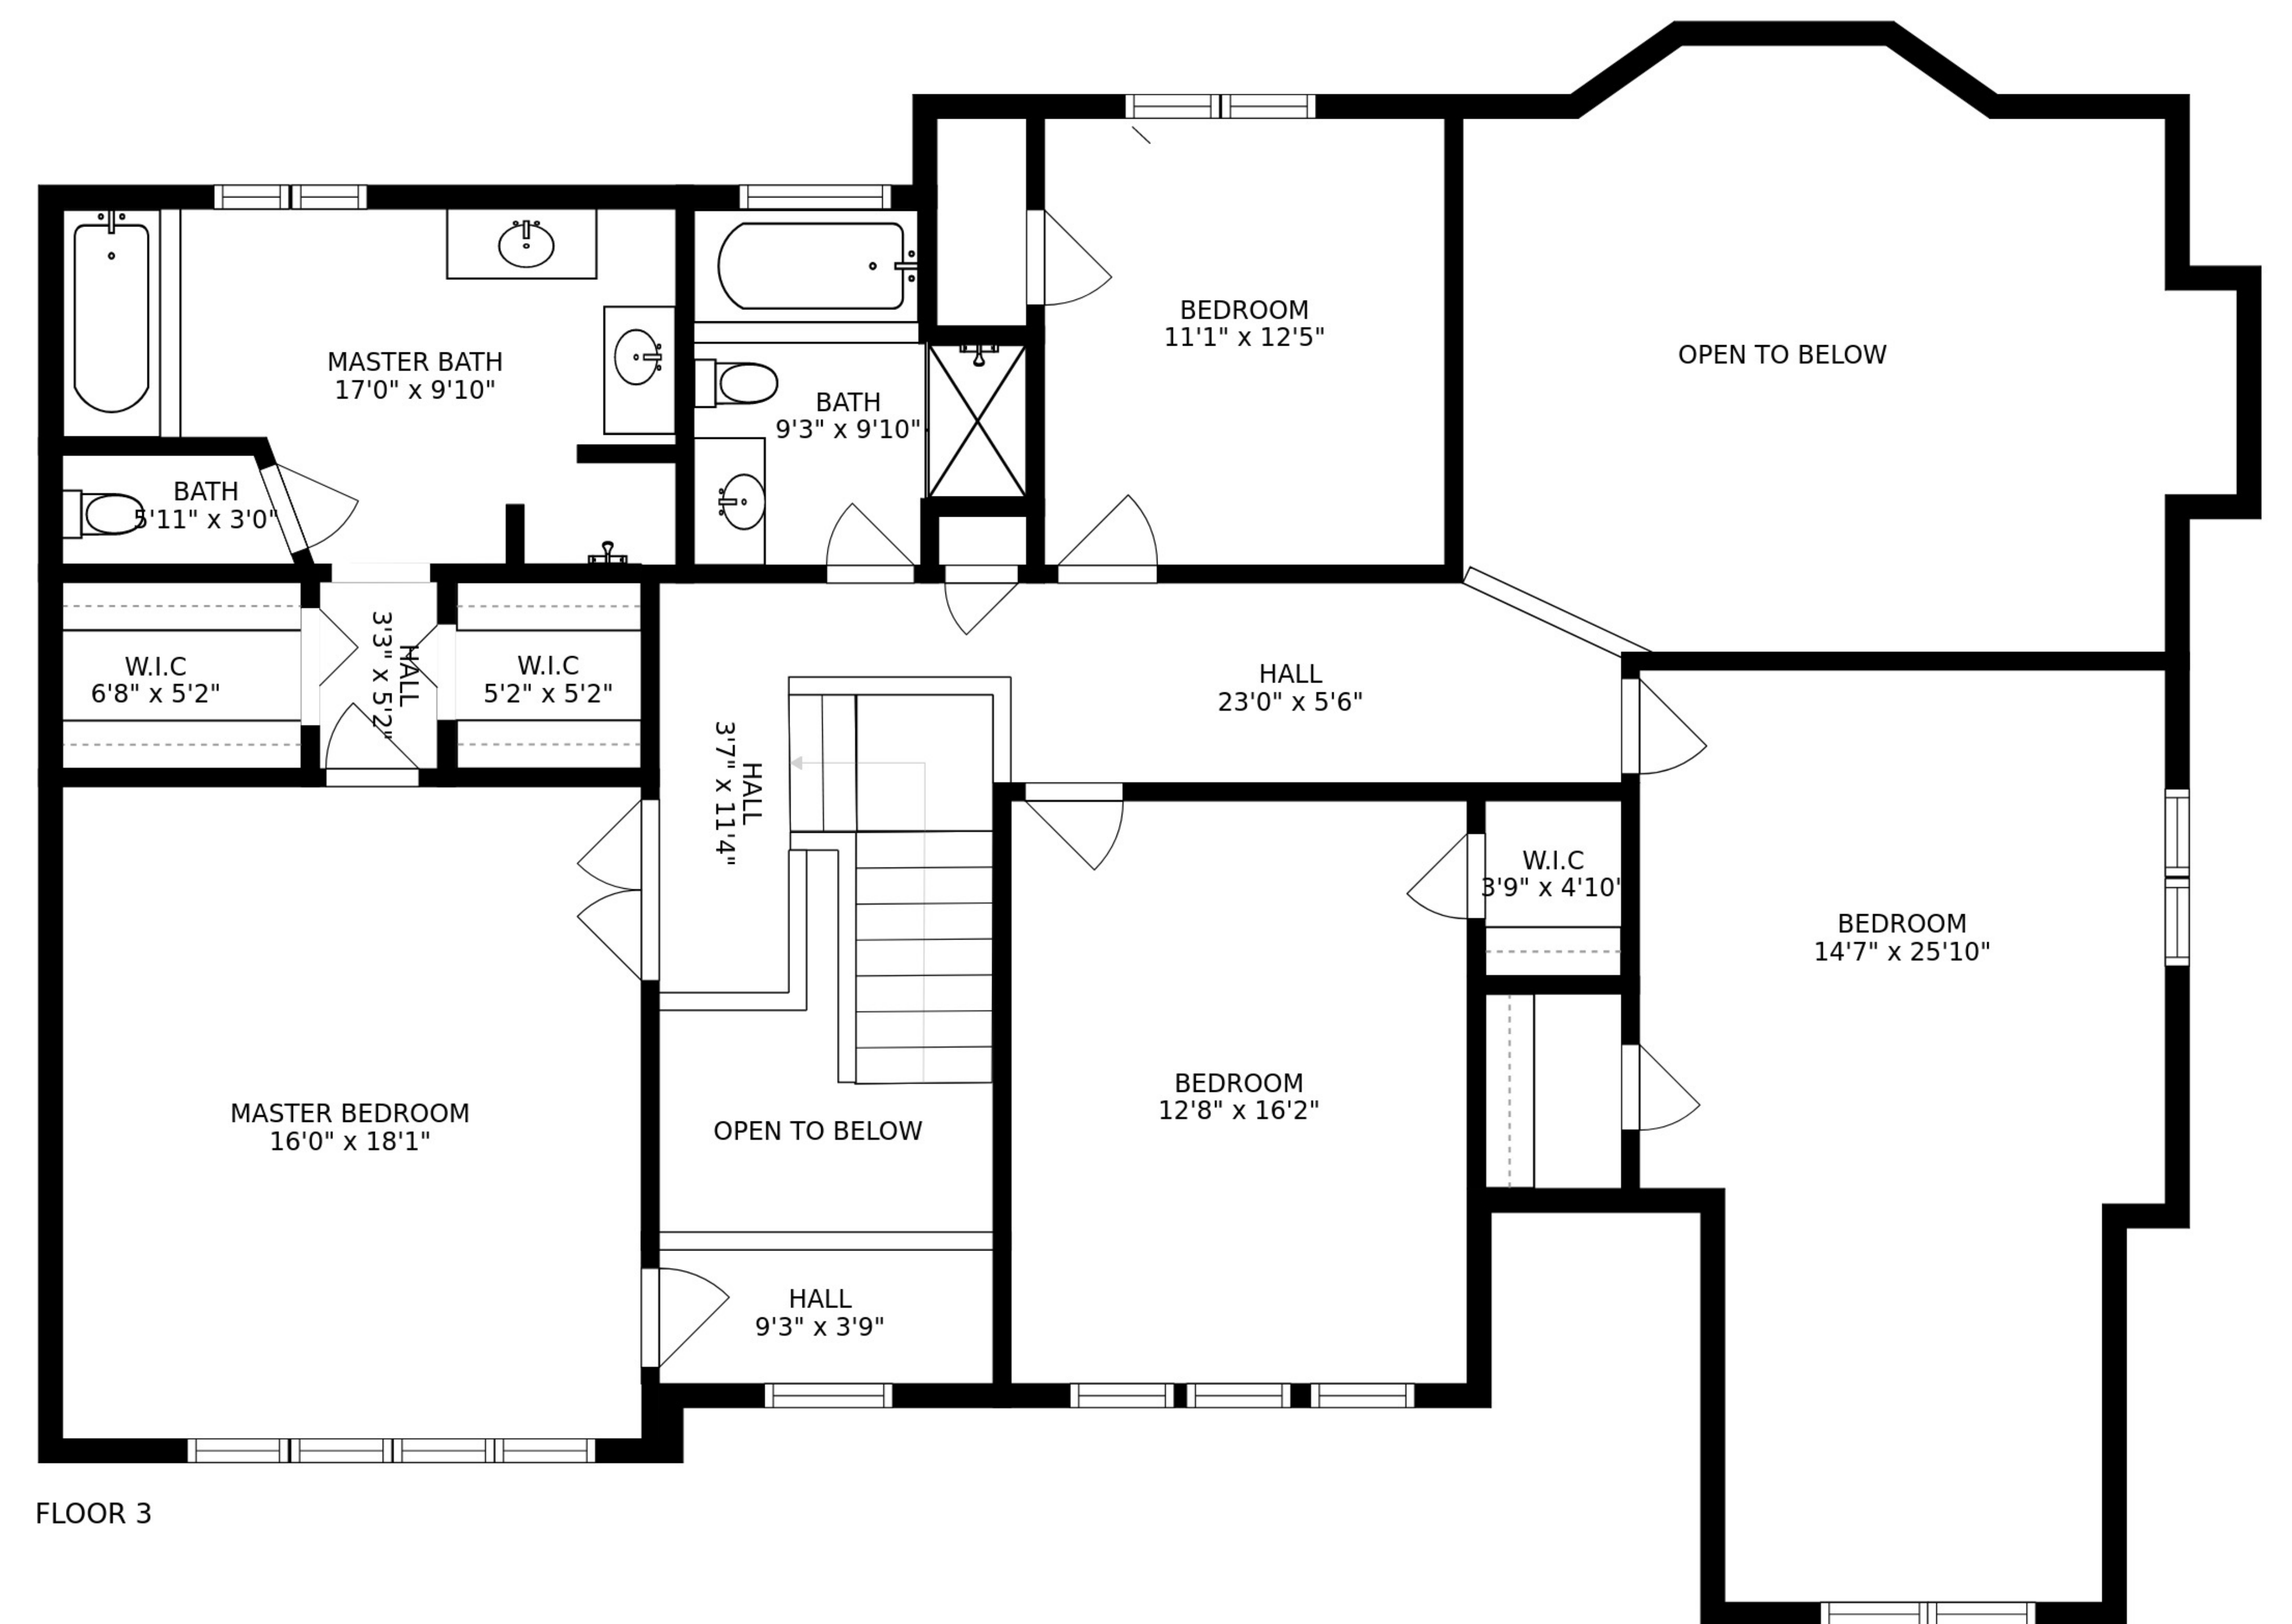 BEDROOM
11'1" x 12'5"
OPEN TO BELOW
MASTER BATH
17'0" x 9'10"
BATH
9'3" x 9'10"
BATH
5'11" x 3'0"
W.I.C
6'8" x 5'2"
HALL
3'3" x 5'2"
W.I.C
5'2" x 5'2"
HALL
23'0" x 5'6"
HALL
3'7" x 11'4"
W.I.C
3'9" x 4'10"
BEDROOM
14'7" x 25'10"
BEDROOM
12'8" x 16'2"
MASTER BEDROOM
16'0" x 18'1"
OPEN TO BELOW
HALL
9'3" x 3'9"
FLOOR 3